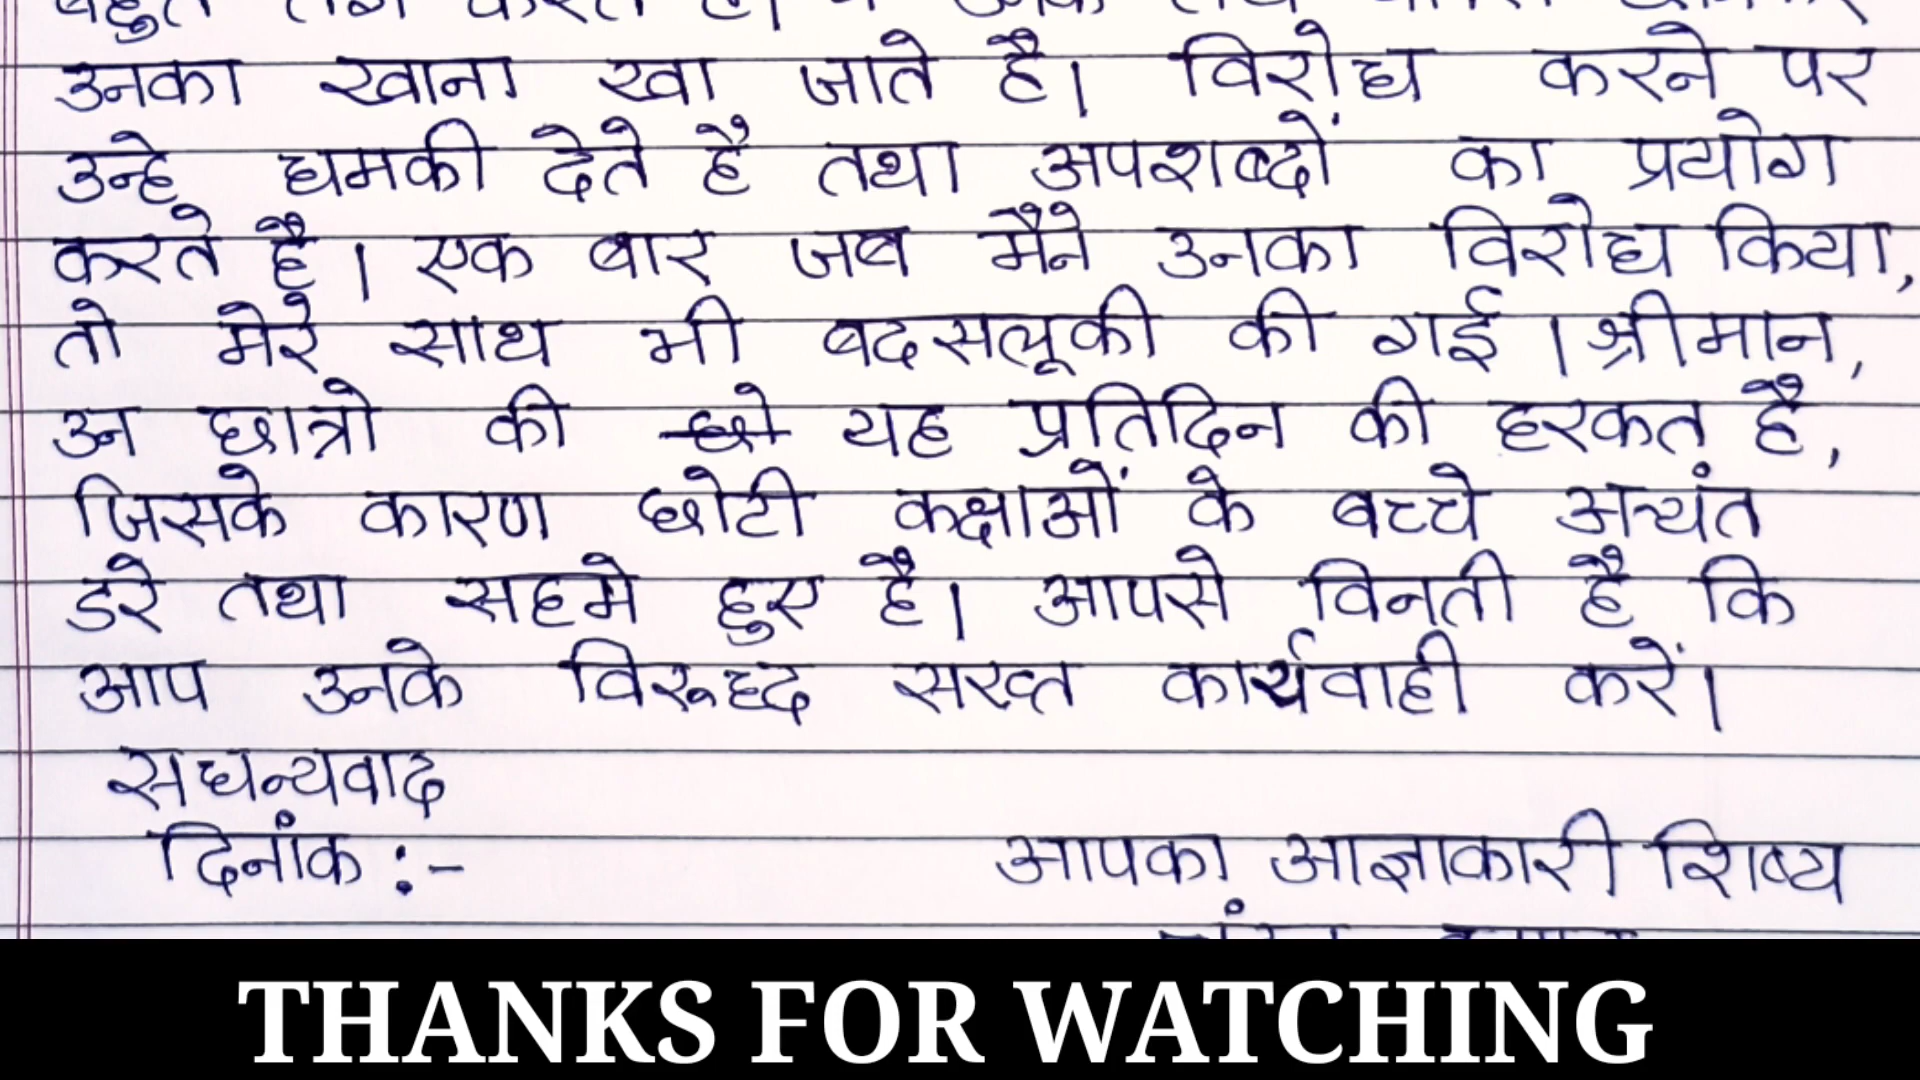 बहुत तंग करते है।
उनका खाना खा जाते है। विरोध करने पर
उन्हे धमकी देते है तथा अपशब्दों का प्रयोग
करते है। एक बार जब मैने उनका विरोध किया,
तो मेरे साथ भी बदसलूकी की गई। श्रीमान,
उन छात्रो की छो यह प्रतिदिन की हरकत है,
जिसके कारण छोटी कक्षाओं के बच्चे अत्यंत
डरे तथा सहमे हुए है। आपसे विनती है कि
आप उनके विरूद्ध सख्त कार्यवाही करें।
सधन्यवाद
दिनांक :- आपका आज्ञाकारी शिष्य
THANKS FOR WATCHING